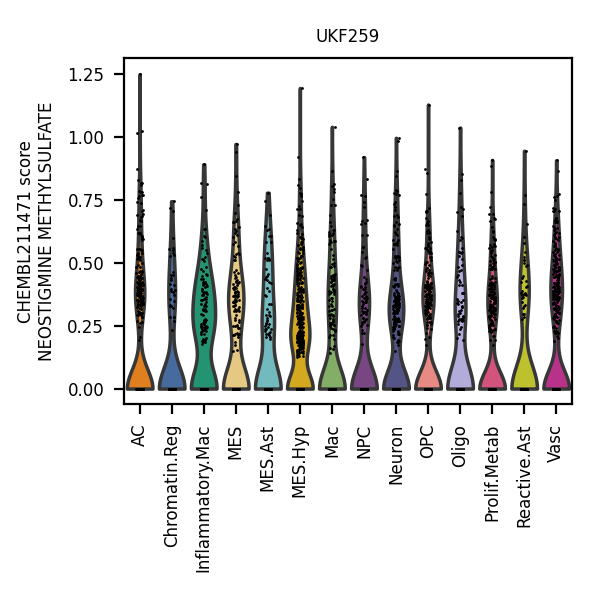 UKF259
CHEMBL211471 score
NEOSTIGMINE METHYLSULFATE
1.25
1.00
0.75
0.50
0.25
0.00
AC
Chromatin.Reg
Inflammatory.Mac
MES
MES.Ast
MES.Hyp
Mac
NPC
Neuron
OPC
Oligo
Prolif.Metab
Reactive.Ast
Vasc